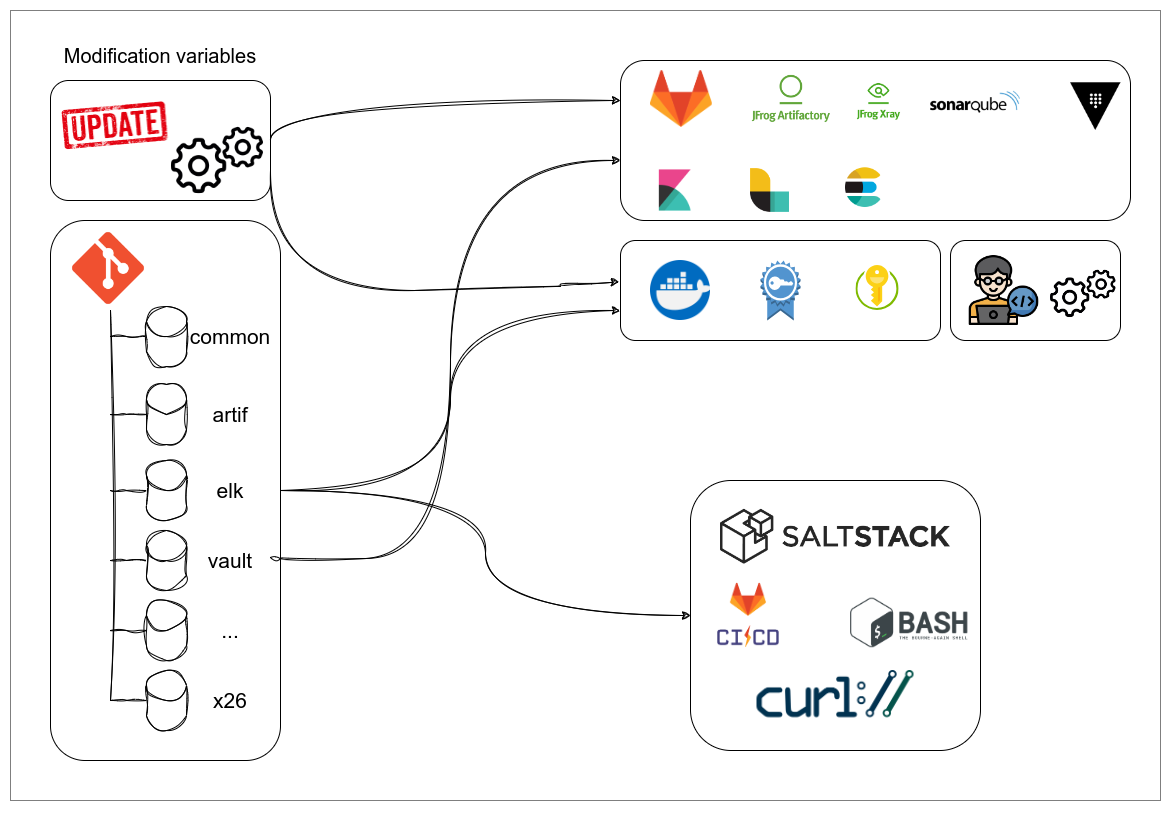 Modification variables
UPDATE
JFrog Artifactory
JFrog Xray
sonarqube
common
artif
elk
vault
...
x26
</>
SALTSTACK
CI CD
$_
BASH
THE BOURNE-AGAIN SHELL
curl://